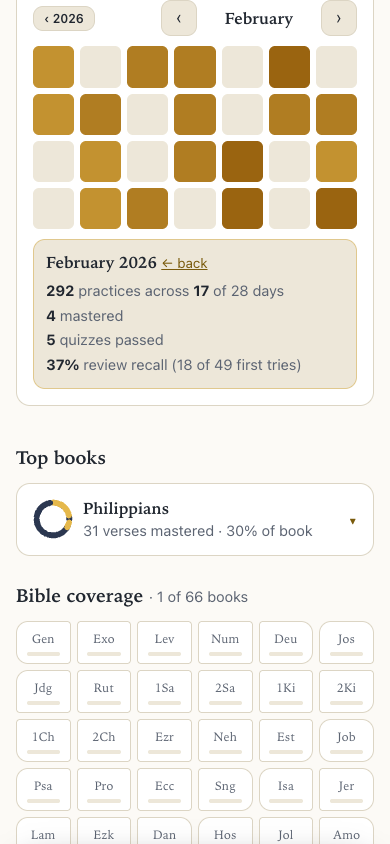 ‹ 2026 ‹ February ›
February 2026 ← back
292 practices across 17 of 28 days
4 mastered
5 quizzes passed
37% review recall (18 of 49 first tries)
Top books
Philippians
31 verses mastered · 30% of book ▾
Bible coverage · 1 of 66 books
Gen Exo Lev Num Deu Jos
Jdg Rut 1Sa 2Sa 1Ki 2Ki
1Ch 2Ch Ezr Neh Est Job
Psa Pro Ecc Sng Isa Jer
Lam Ezk Dan Hos Jol Amo